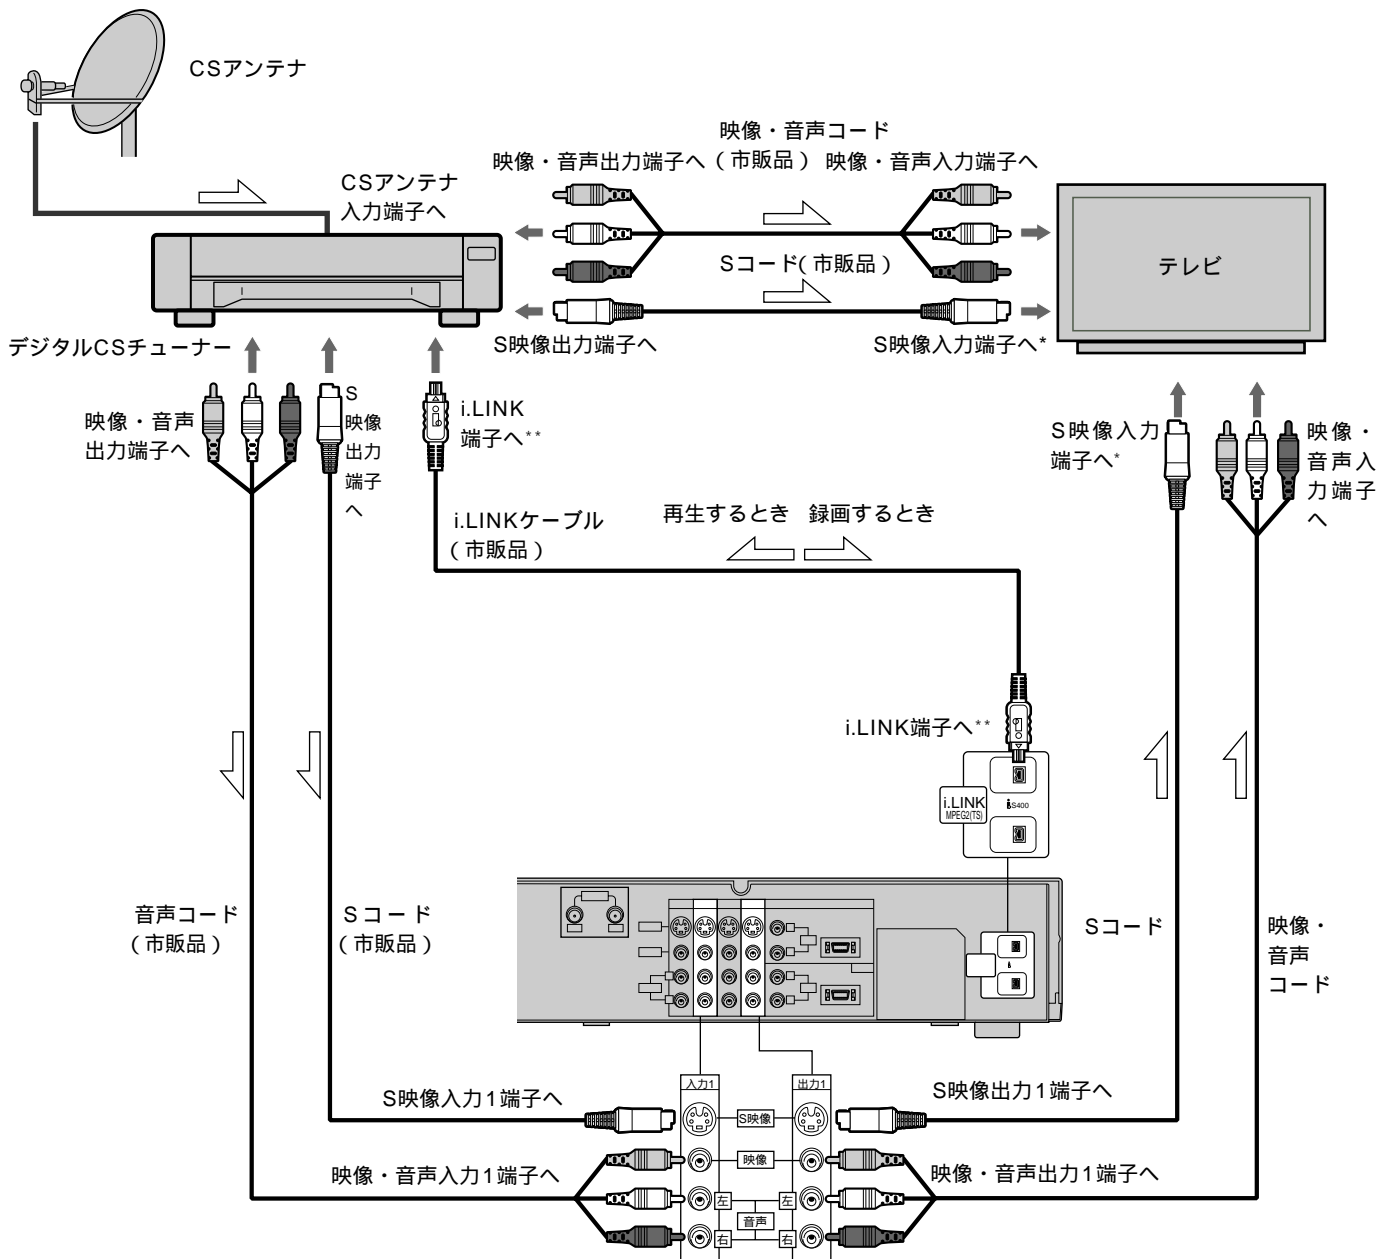 CSアンテナ
映像・音声コード
（市販品）
映像・音声出力端子へ
映像・音声入力端子へ
CSアンテナ
入力端子へ
Sコード（市販品）
テレビ
S映像出力端子へ
S映像入力端子へ*
デジタルCSチューナー
映像・音声
出力端子へ
S
映像
出力
端子
へ
i.LINK
端子へ**
S映像入力
端子へ*
映像・
音声入
力端子
へ
i.LINKケーブル
（市販品）
再生するとき
録画するとき
i.LINK端子へ**
i.LINK
MPEG2(TS)
S400
音声コード
（市販品）
Sコード
（市販品）
Sコード
映像・
音声
コード
入力1
出力1
S映像入力1端子へ
S映像
S映像出力1端子へ
映像・音声入力1端子へ
映像
映像・音声出力1端子へ
左
左
音声
右
右